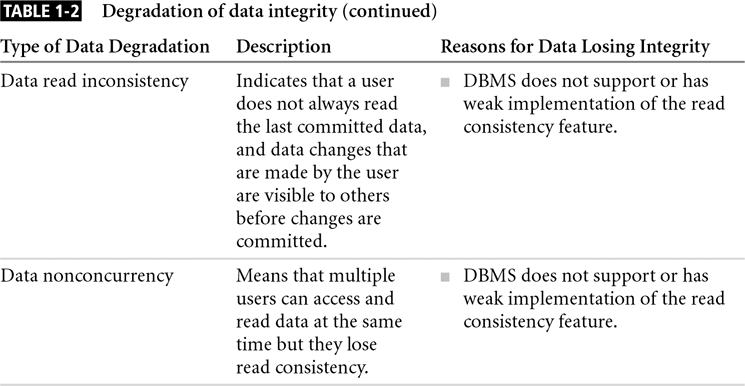 TABLE 1-2 Degradation of data integrity (continued)
Type of Data Degradation Description Reasons for Data Losing Integrity
Data read inconsistency Indicates that a user ■ DBMS does not support or has
does not always read weak implementation of the read
the last committed data, consistency feature.
and data changes that
are made by the user
are visible to others
before changes are
committed.
Data nonconcurrency Means that multiple ■ DBMS does not support or has
users can access and weak implementation of the read
read data at the same consistency feature.
time but they lose
read consistency.